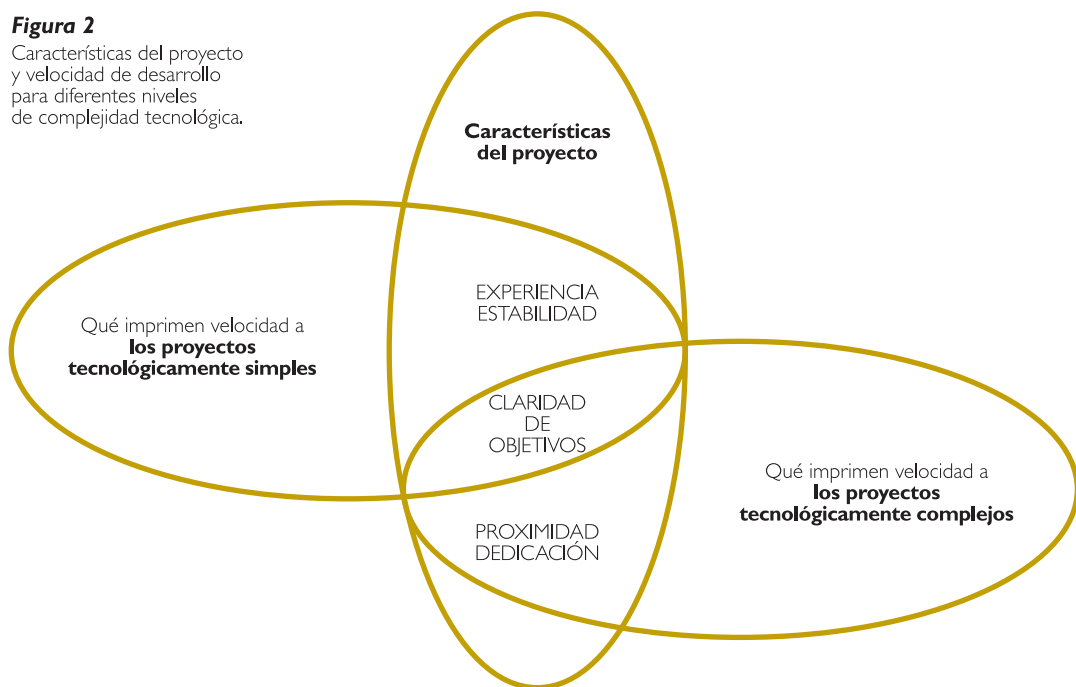 Figura 2
Características del proyecto
y velocidad de desarrollo
para diferentes niveles
de complejidad tecnológica.
Características
del proyecto
EXPERIENCIA
ESTABILIDAD
Qué imprimen velocidad a
los proyectos
tecnológicamente simples
CLARIDAD
DE
OBJETIVOS
Qué imprimen velocidad a
los proyectos
tecnológicamente complejos
PROXIMIDAD
DEDICACIÓN